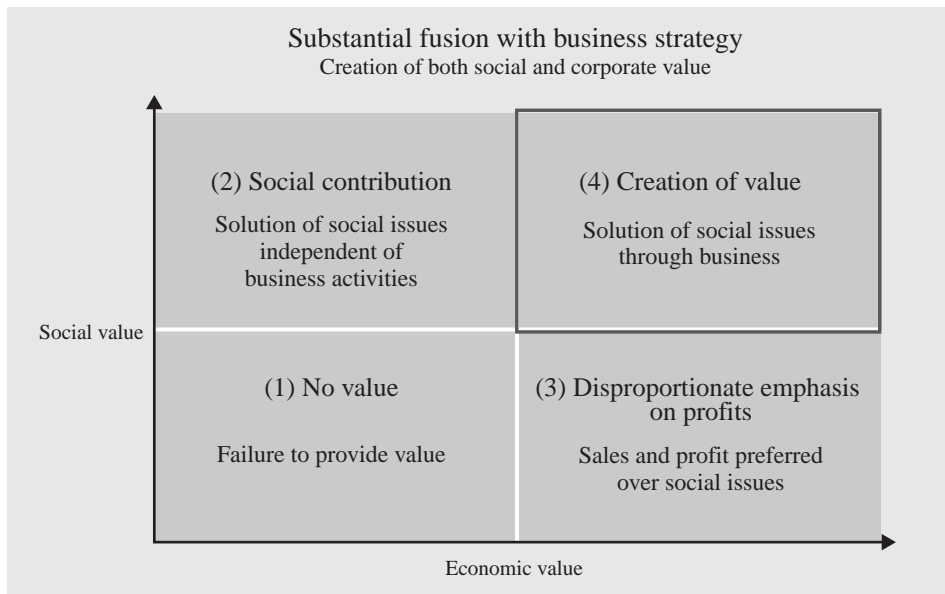 Substantial fusion with business strategy
Creation of both social and corporate value
(2) Social contribution
Solution of social issues
independent of
business activities
(4) Creation of value
Solution of social issues
through business
Social value
(1) No value
Failure to provide value
(3) Disproportionate emphasis
on profits
Sales and profit preferred
over social issues
Economic value